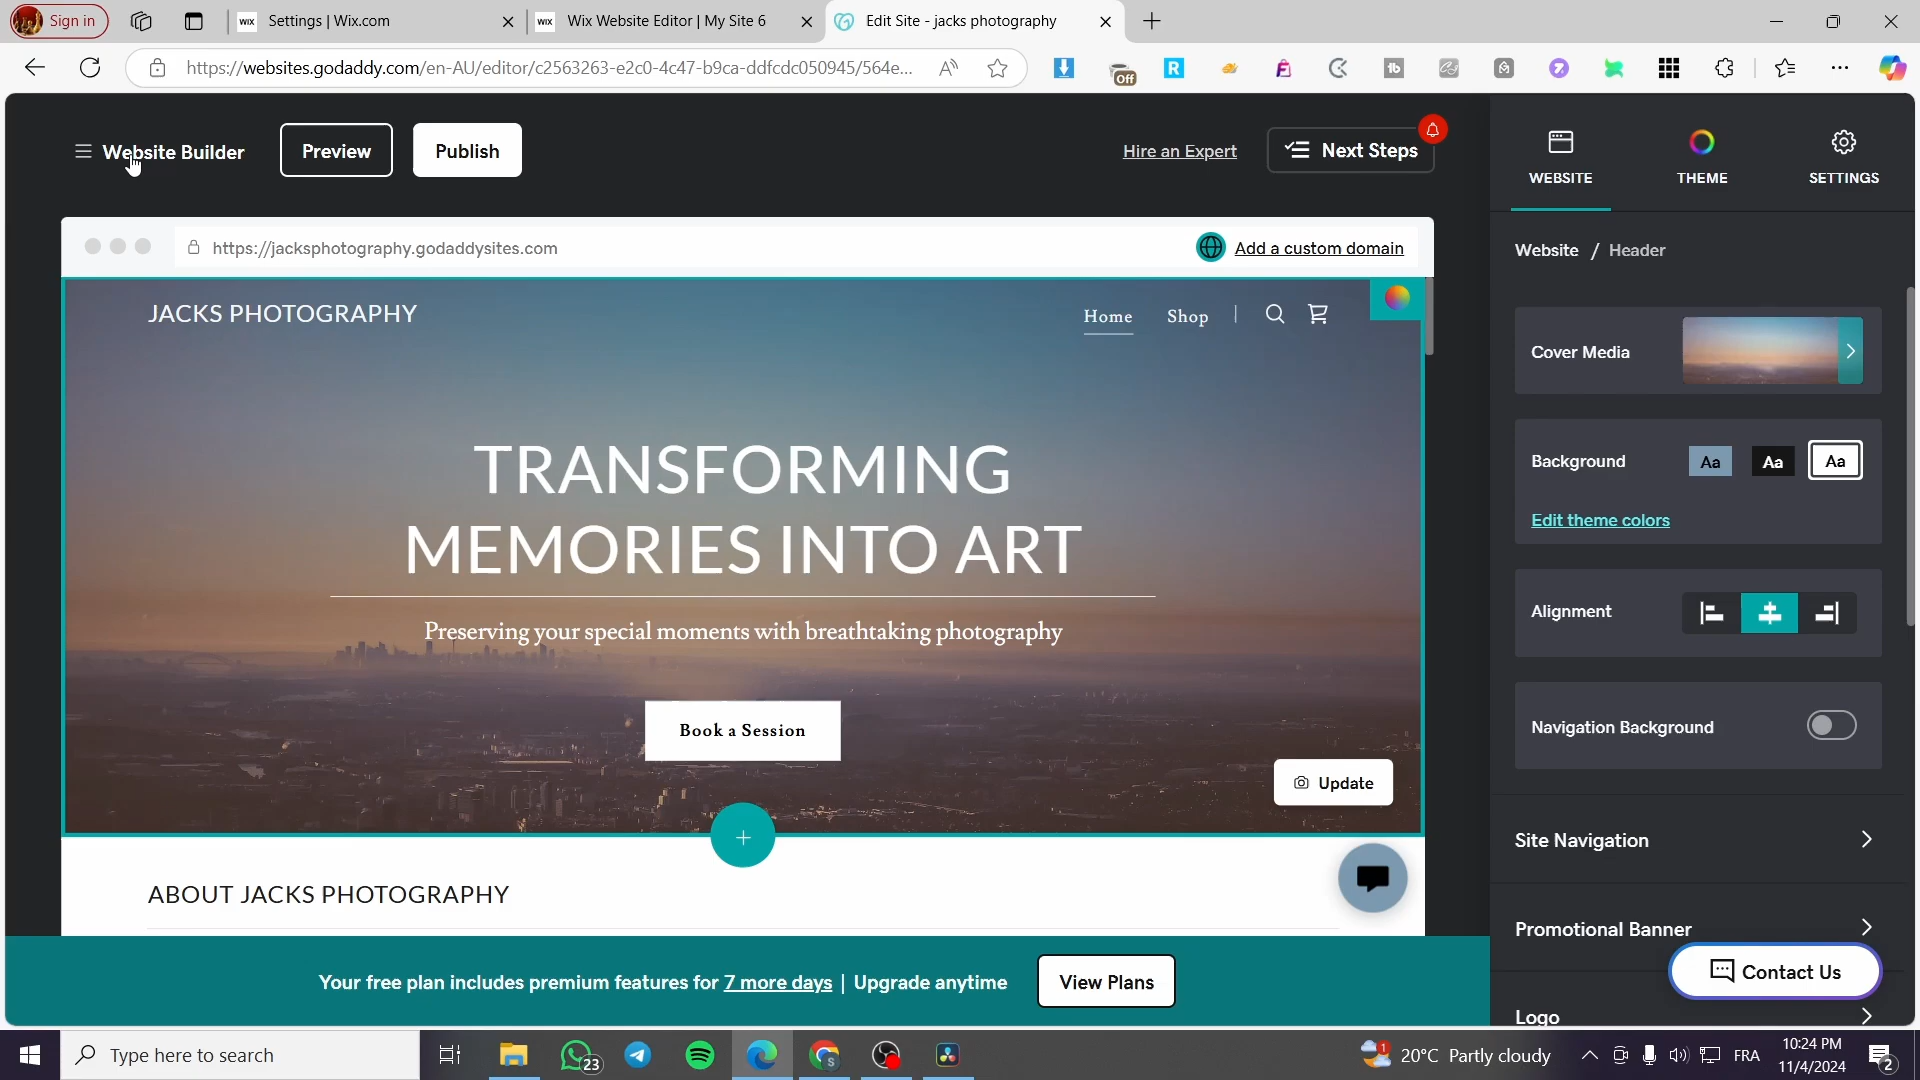 Sign in
WIX Settings | Wix.com
WIX Wix Website Editor | My Site 6
Edit Site - jacks photography
https://websites.godaddy.com/en-AU/editor/c2563263-e2c0-4c47-b9ca-ddfcdc050945/564e...
Off
Website Builder
Preview
Publish
Hire an Expert
Next Steps
WEBSITE
THEME
SETTINGS
https://jacksphotography.godaddysites.com
Add a custom domain
Website / Header
JACKS PHOTOGRAPHY
Home
Shop
Cover Media
TRANSFORMING
MEMORIES INTO ART
Background
Aa
Aa
Aa
Edit theme colors
Preserving your special moments with breathtaking photography
Alignment
Book a Session
Navigation Background
Update
Site Navigation
ABOUT JACKS PHOTOGRAPHY
Promotional Banner
Contact Us
Your free plan includes premium features for 7 more days | Upgrade anytime
View Plans
Logo
Type here to search
23
1
20°C Partly cloudy
FRA
10:24 PM
11/4/2024
2